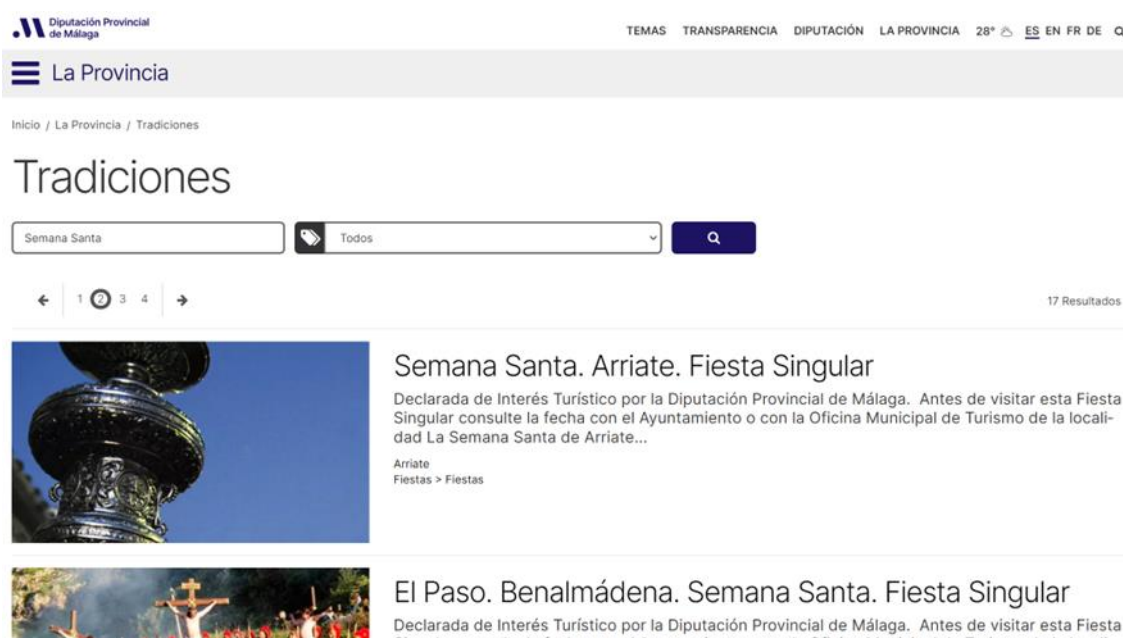 Diputación Provincial
de Málaga
TEMAS TRANSPARENCIA DIPUTACIÓN LA PROVINCIA 28° ES EN FR DE
La Provincia
Inicio / La Provincia / Tradiciones
Tradiciones
Semana Santa
Todos
1 2 3 4
17 Resultados
Semana Santa. Arriate. Fiesta Singular
Declarada de Interés Turístico por la Diputación Provincial de Málaga. Antes de visitar esta Fiesta
Singular consulte la fecha con el Ayuntamiento o con la Oficina Municipal de Turismo de la locali-
dad La Semana Santa de Arriate...
Arriate
Fiestas > Fiestas
El Paso. Benalmádena. Semana Santa. Fiesta Singular
Declarada de Interés Turístico por la Diputación Provincial de Málaga. Antes de visitar esta Fiesta